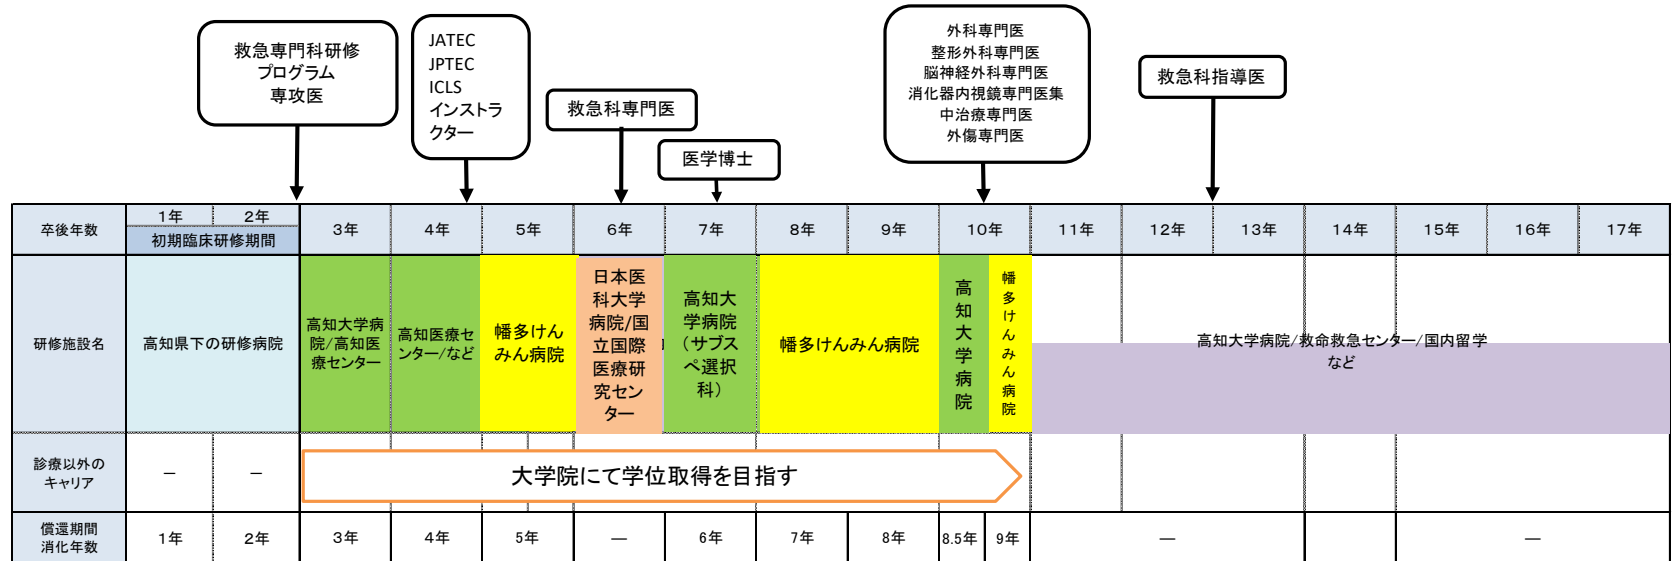 救急専門科研修
プログラム
専攻医
JATEC
JPTEC
ICLS
インストラ
クター
救急科専門医
医学博士
外科専門医
整形外科専門医
脳神経外科専門医
消化器内視鏡専門医集
中治療専門医
外傷専門医
救急科指導医
卒後年数
1年
2年
初期臨床研修期間
3年
4年
5年
6年
7年
8年
9年
10年
11年
12年
13年
14年
15年
16年
17年
研修施設名
高知県下の研修病院
高知大学病
院/高知医
療センター
高知医療セ
ンター/など
幡多けん
みん病院
日本医
科大学
病院/国
立国際
医療研
究セン
ター
高知大
学病院
（サブス
ペ選択
科）
幡多けんみん病院
高
知
大
学
病
院
幡
多
け
ん
み
ん
病
院
高知大学病院/救命救急センター/国内留学
など
診療以外の
キャリア
－
－
大学院にて学位取得を目指す
償還期間
消化年数
1年
2年
3年
4年
5年
―
6年
7年
8年
8.5年
9年
―
―